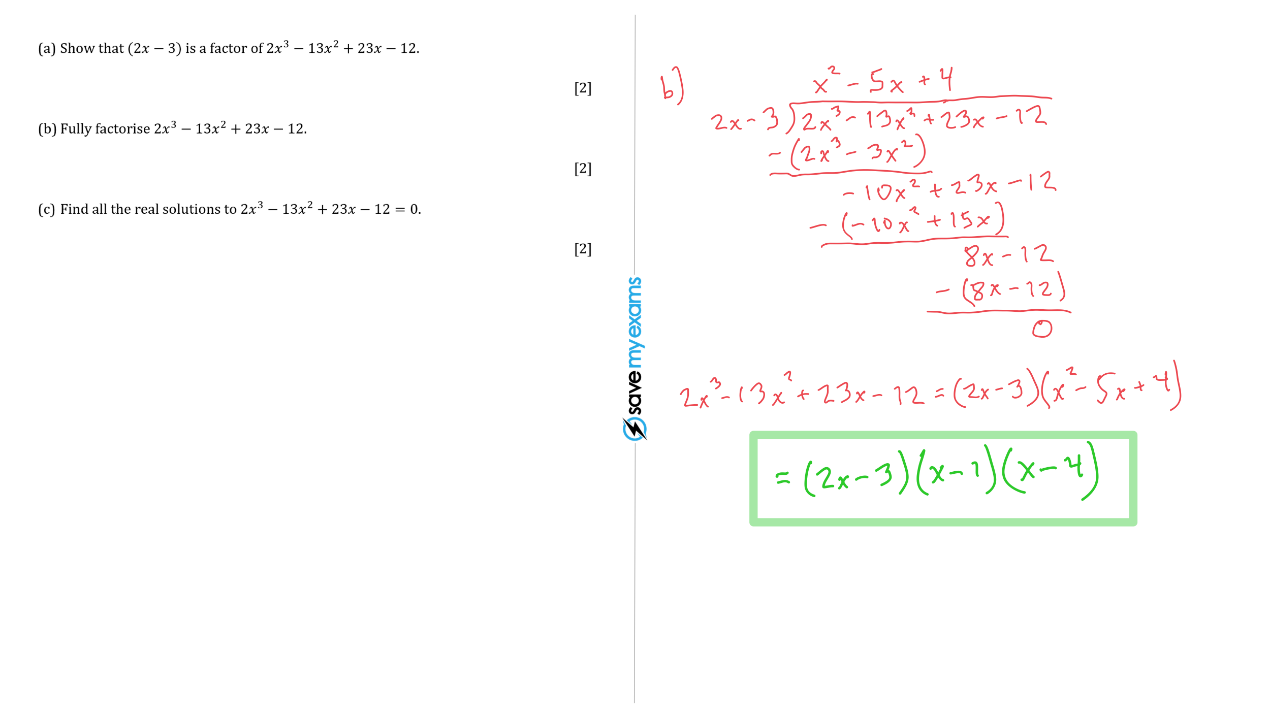 (a) Show that (2x − 3) is a factor of 2x³ − 13x² + 23x − 12.
[2]
(b) Fully factorise 2x³ − 13x² + 23x − 12.
[2]
(c) Find all the real solutions to 2x³ − 13x² + 23x − 12 = 0.
[2]
savemyexams
b)
x² − 5x + 4
2x − 3)2x³ − 13x² + 23x − 12
− (2x³ − 3x²)
− 10x² + 23x − 12
− (−10x² + 15x)
8x − 12
− (8x − 12)
0
2x³ − 13x² + 23x − 12 = (2x − 3)(x² − 5x + 4)
= (2x − 3)(x − 1)(x − 4)